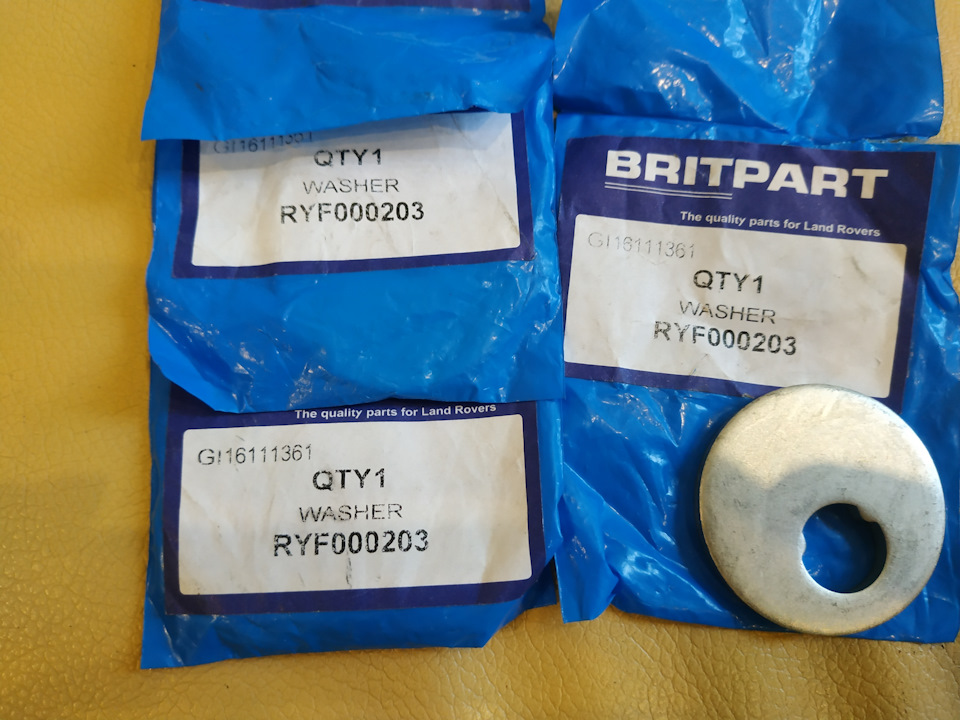 GI16111361
QTY1
WASHER
RYF000203
The quality parts for Land Rovers
GI16111361
QTY1
WASHER
RYF000203
BRITPART
The quality parts for Land Rovers
GI16111361
QTY1
WASHER
RYF000203